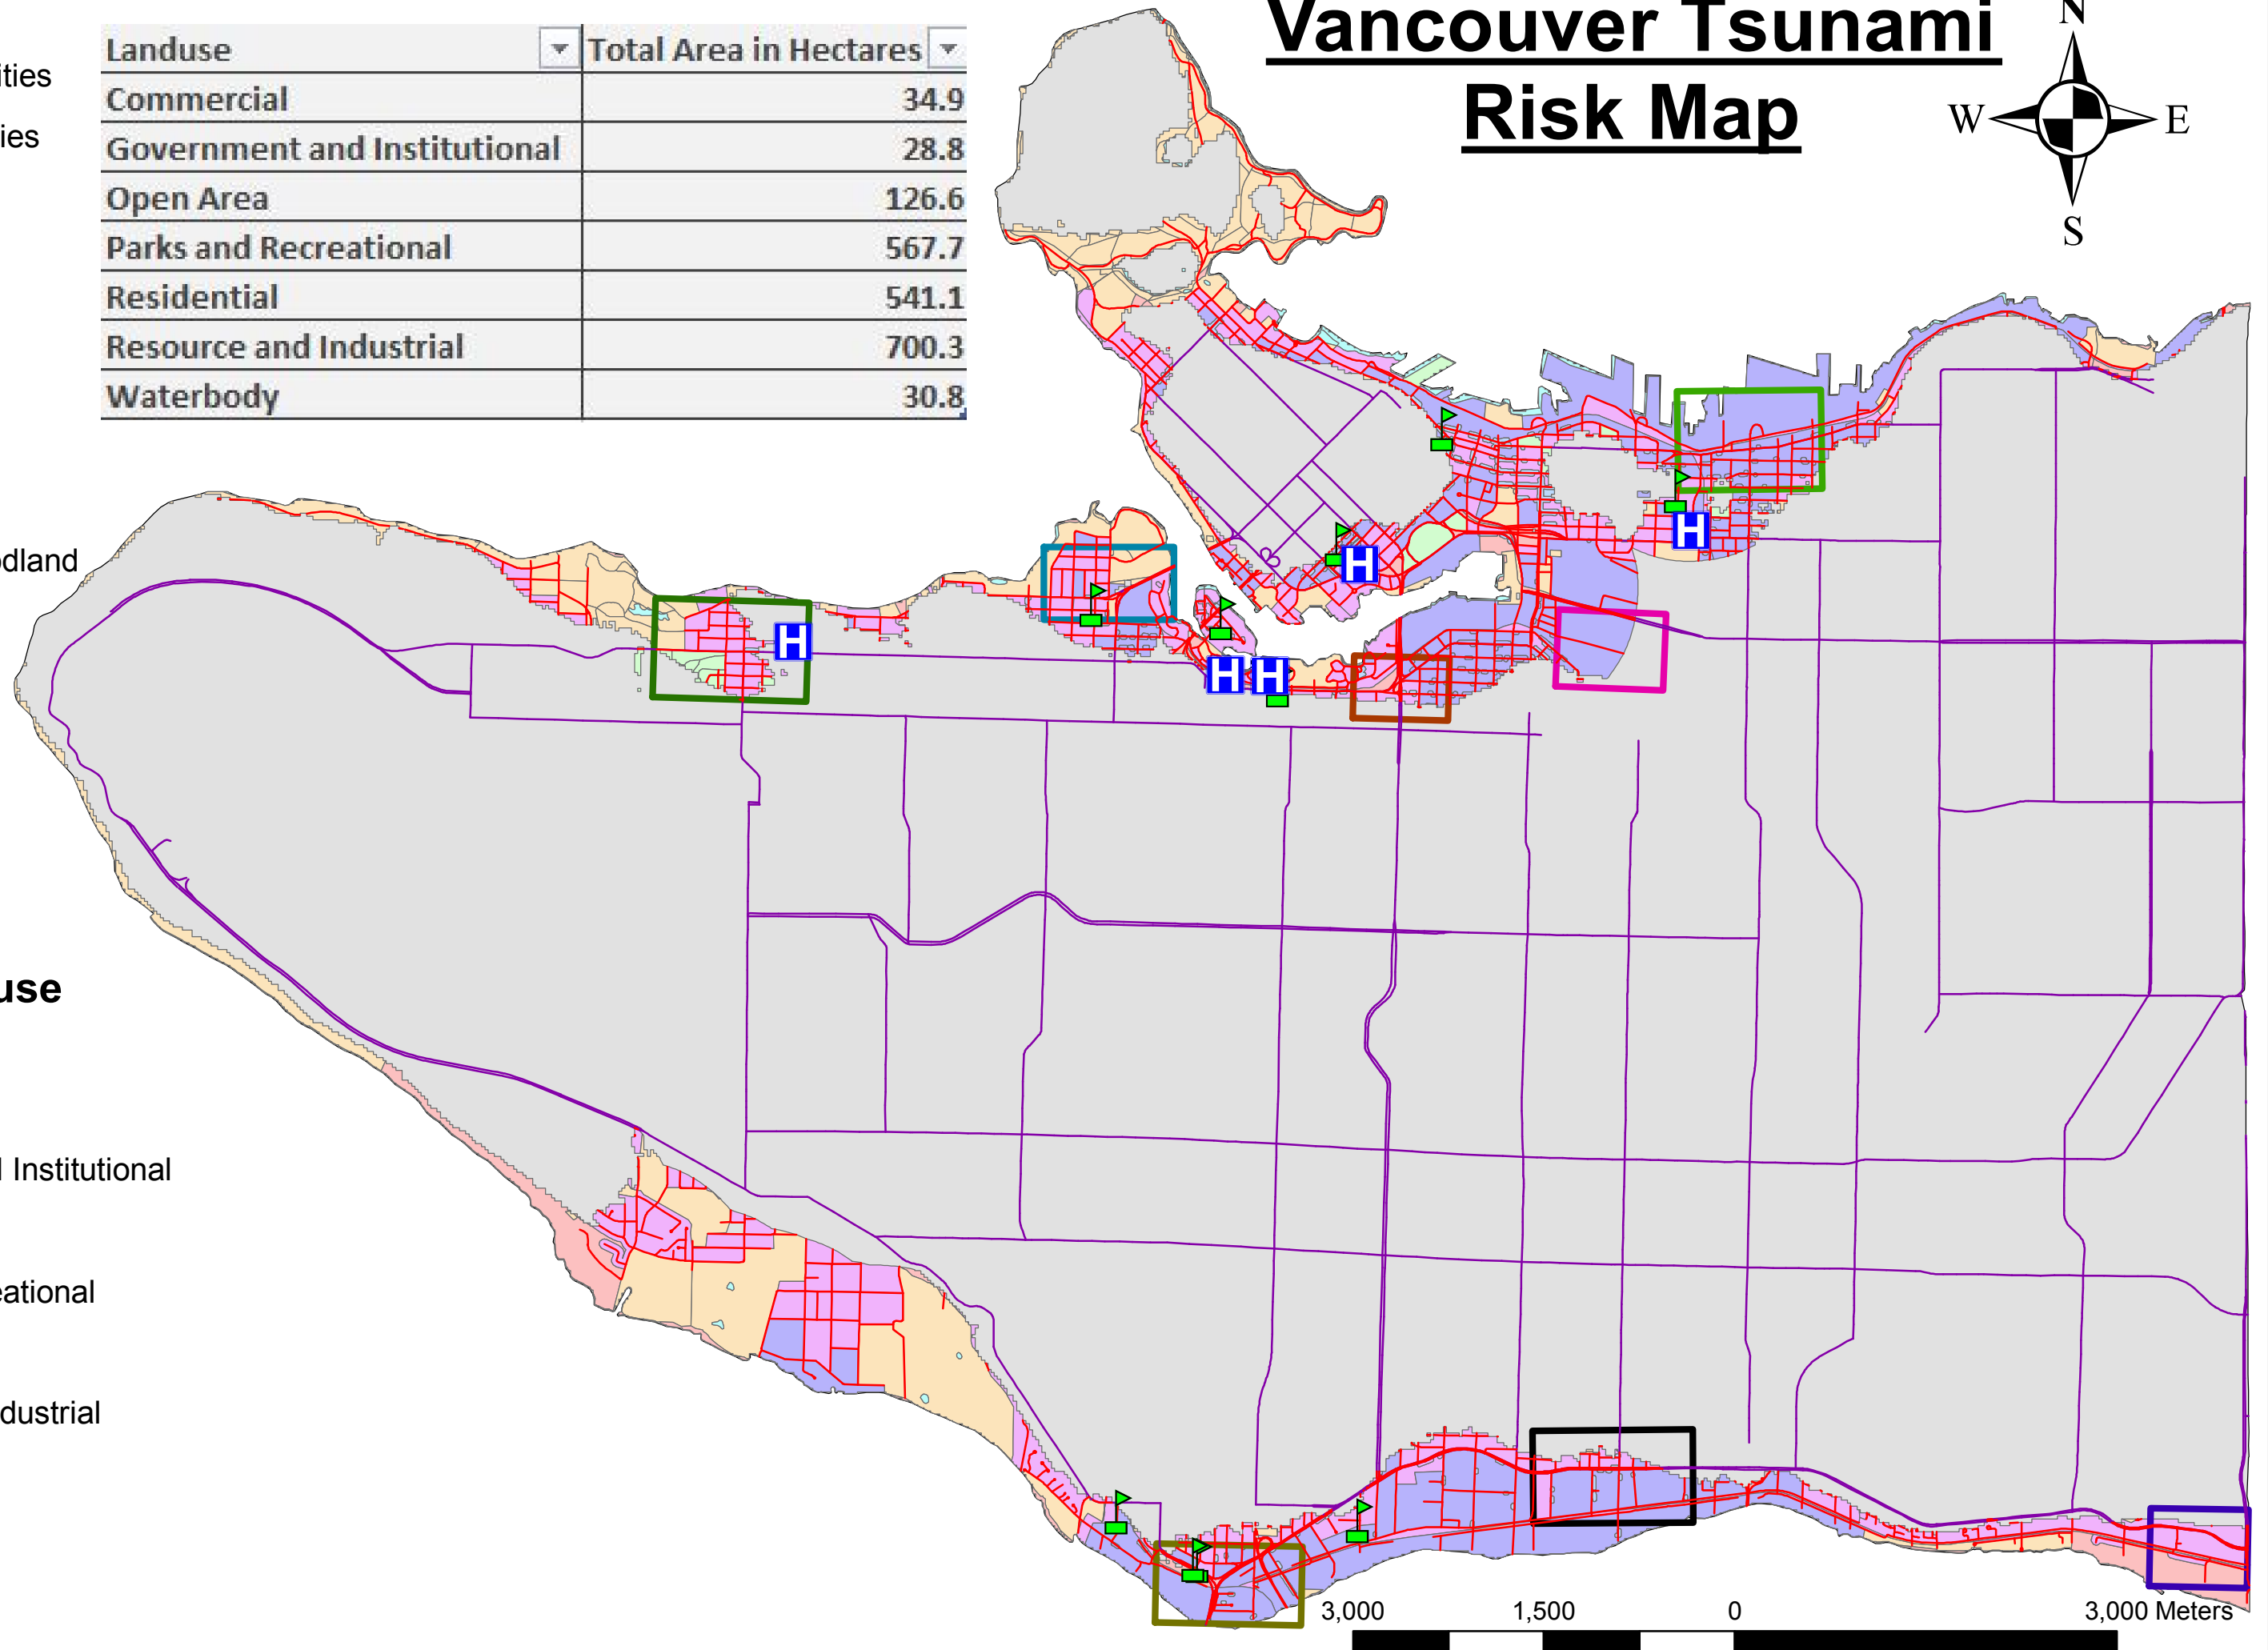 Vancouver Tsunami
Risk Map
N
W
E
S
Landuse Total Area in Hectares
Commercial 34.9
Government and Institutional 28.8
Open Area 126.6
Parks and Recreational 567.7
Residential 541.1
Resource and Industrial 700.3
Waterbody 30.8
ities
ies
odland
use
l Institutional
eational
dustrial
H
H
H
H
H
3,000 1,500 0 3,000 Meters